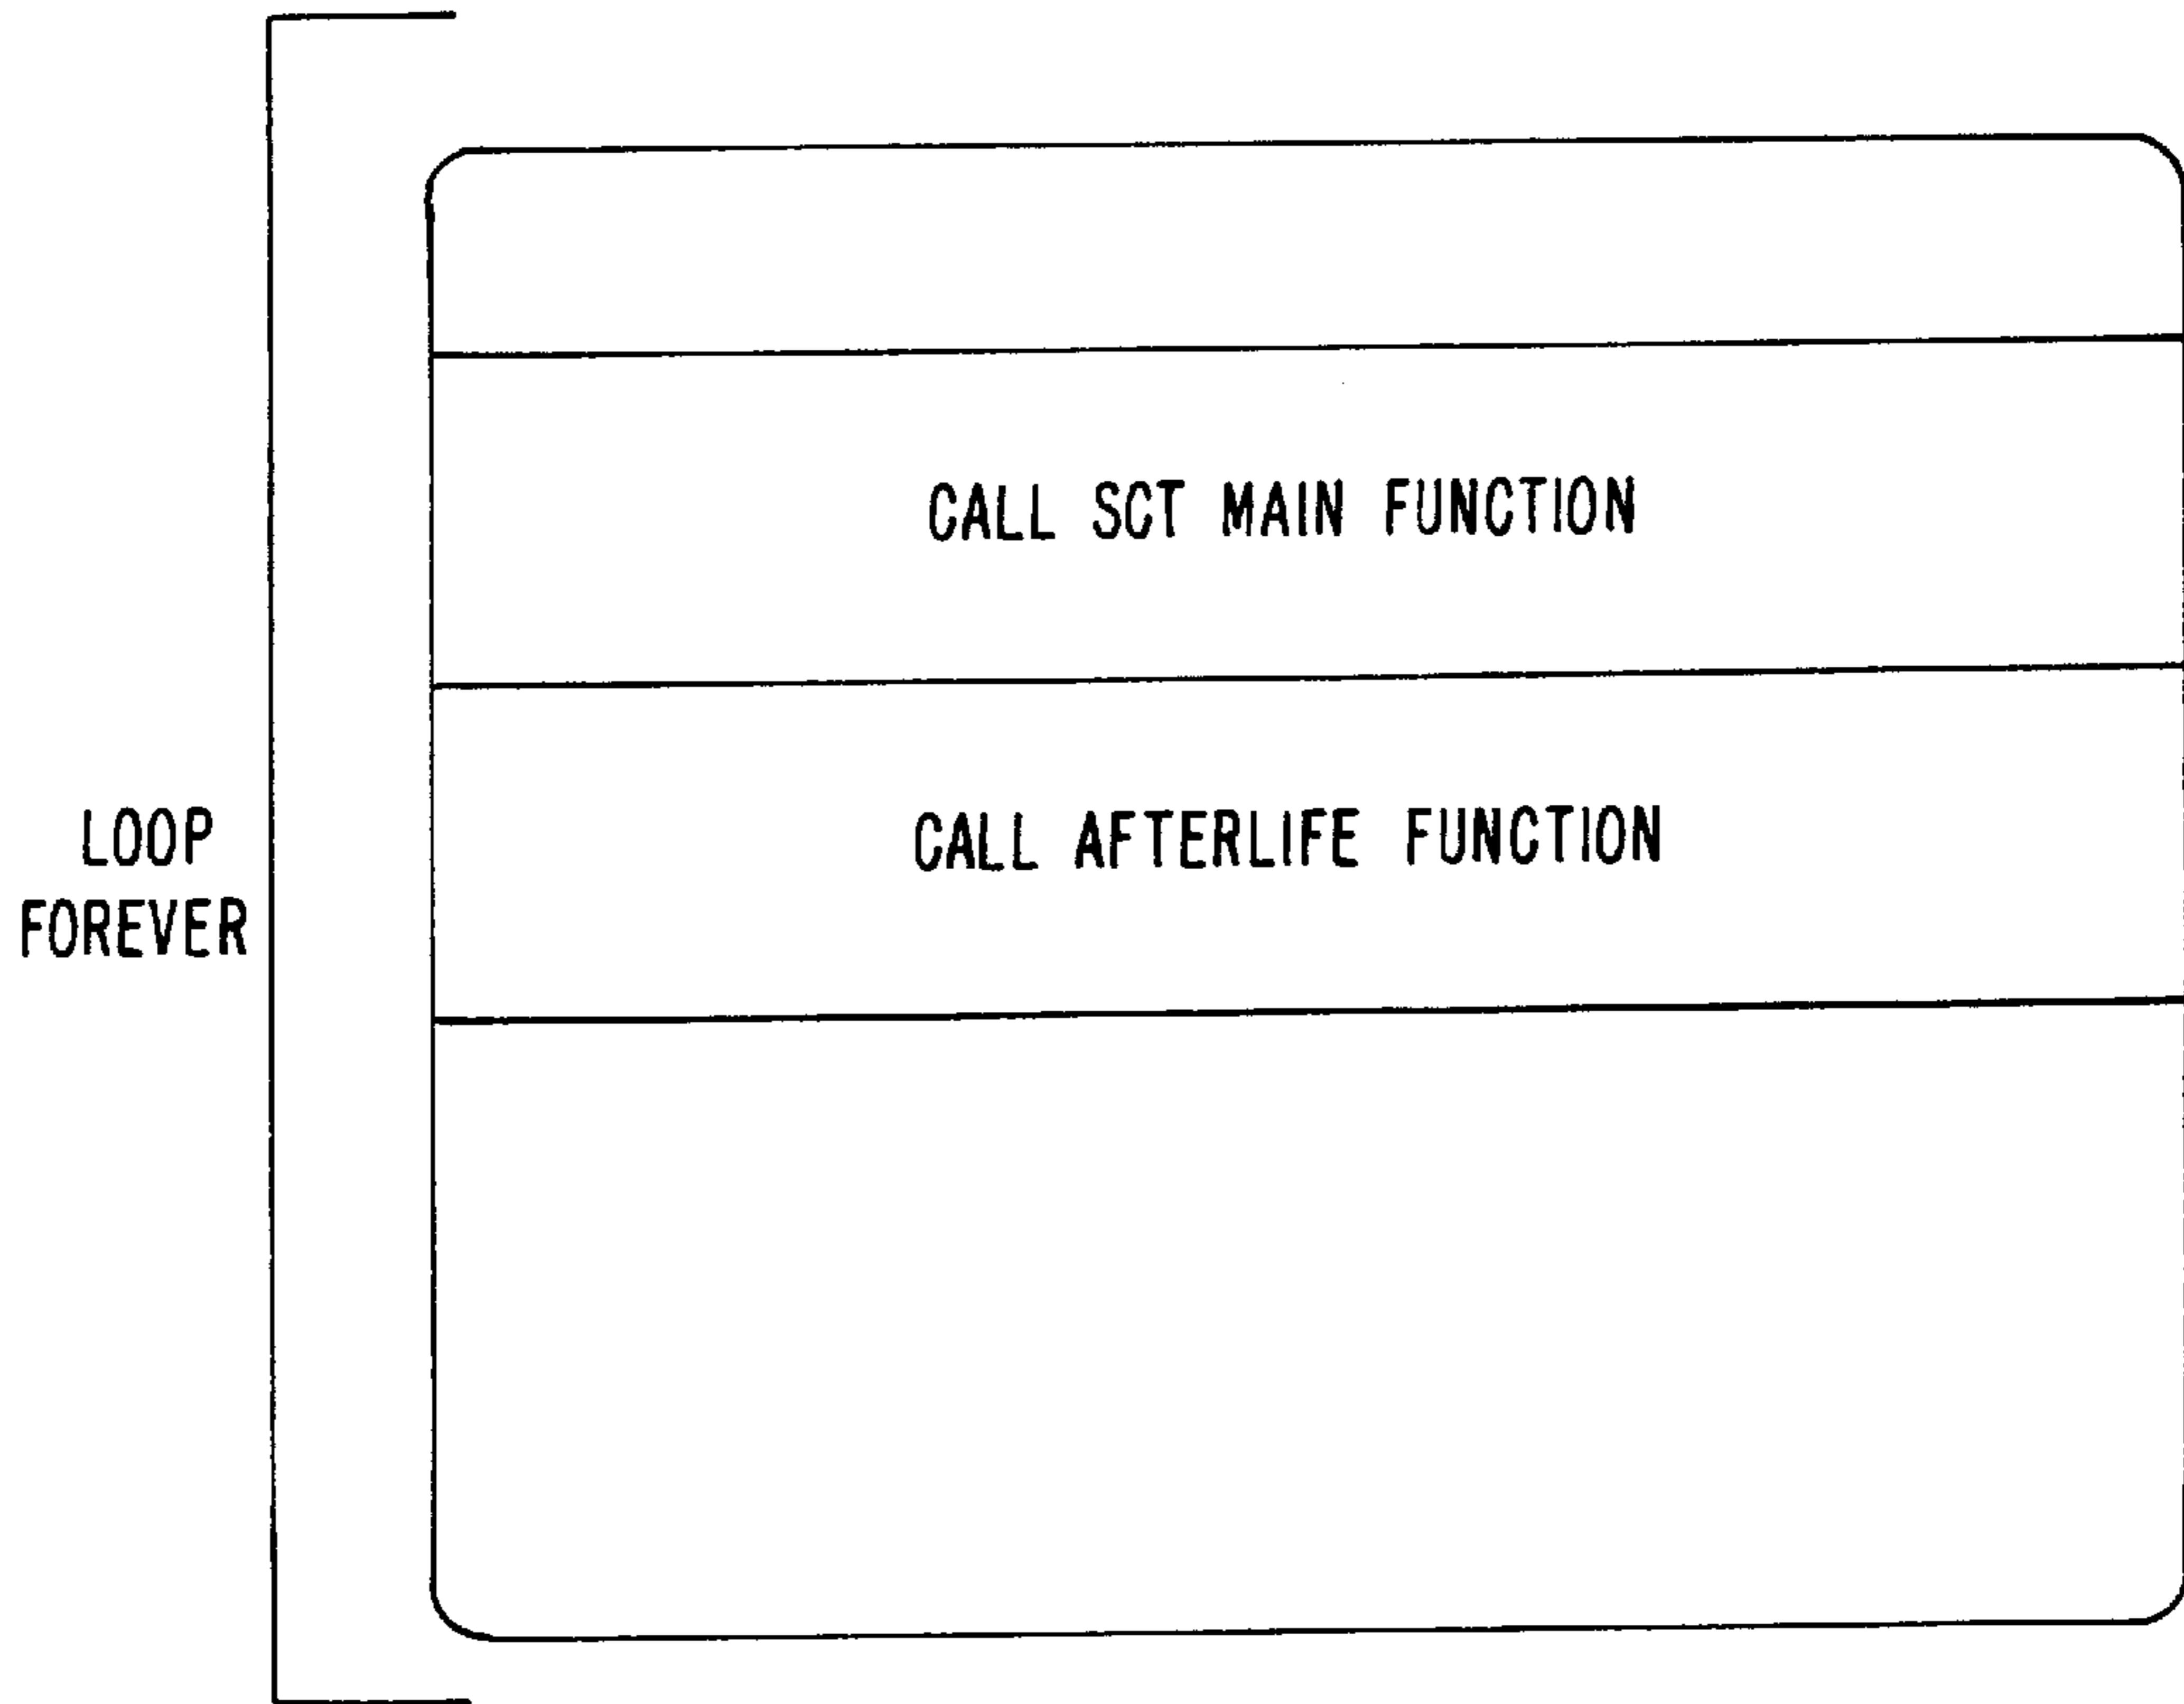 CALL SCT MAIN FUNCTION
CALL AFTERLIFE FUNCTION
LOOP
FOREVER